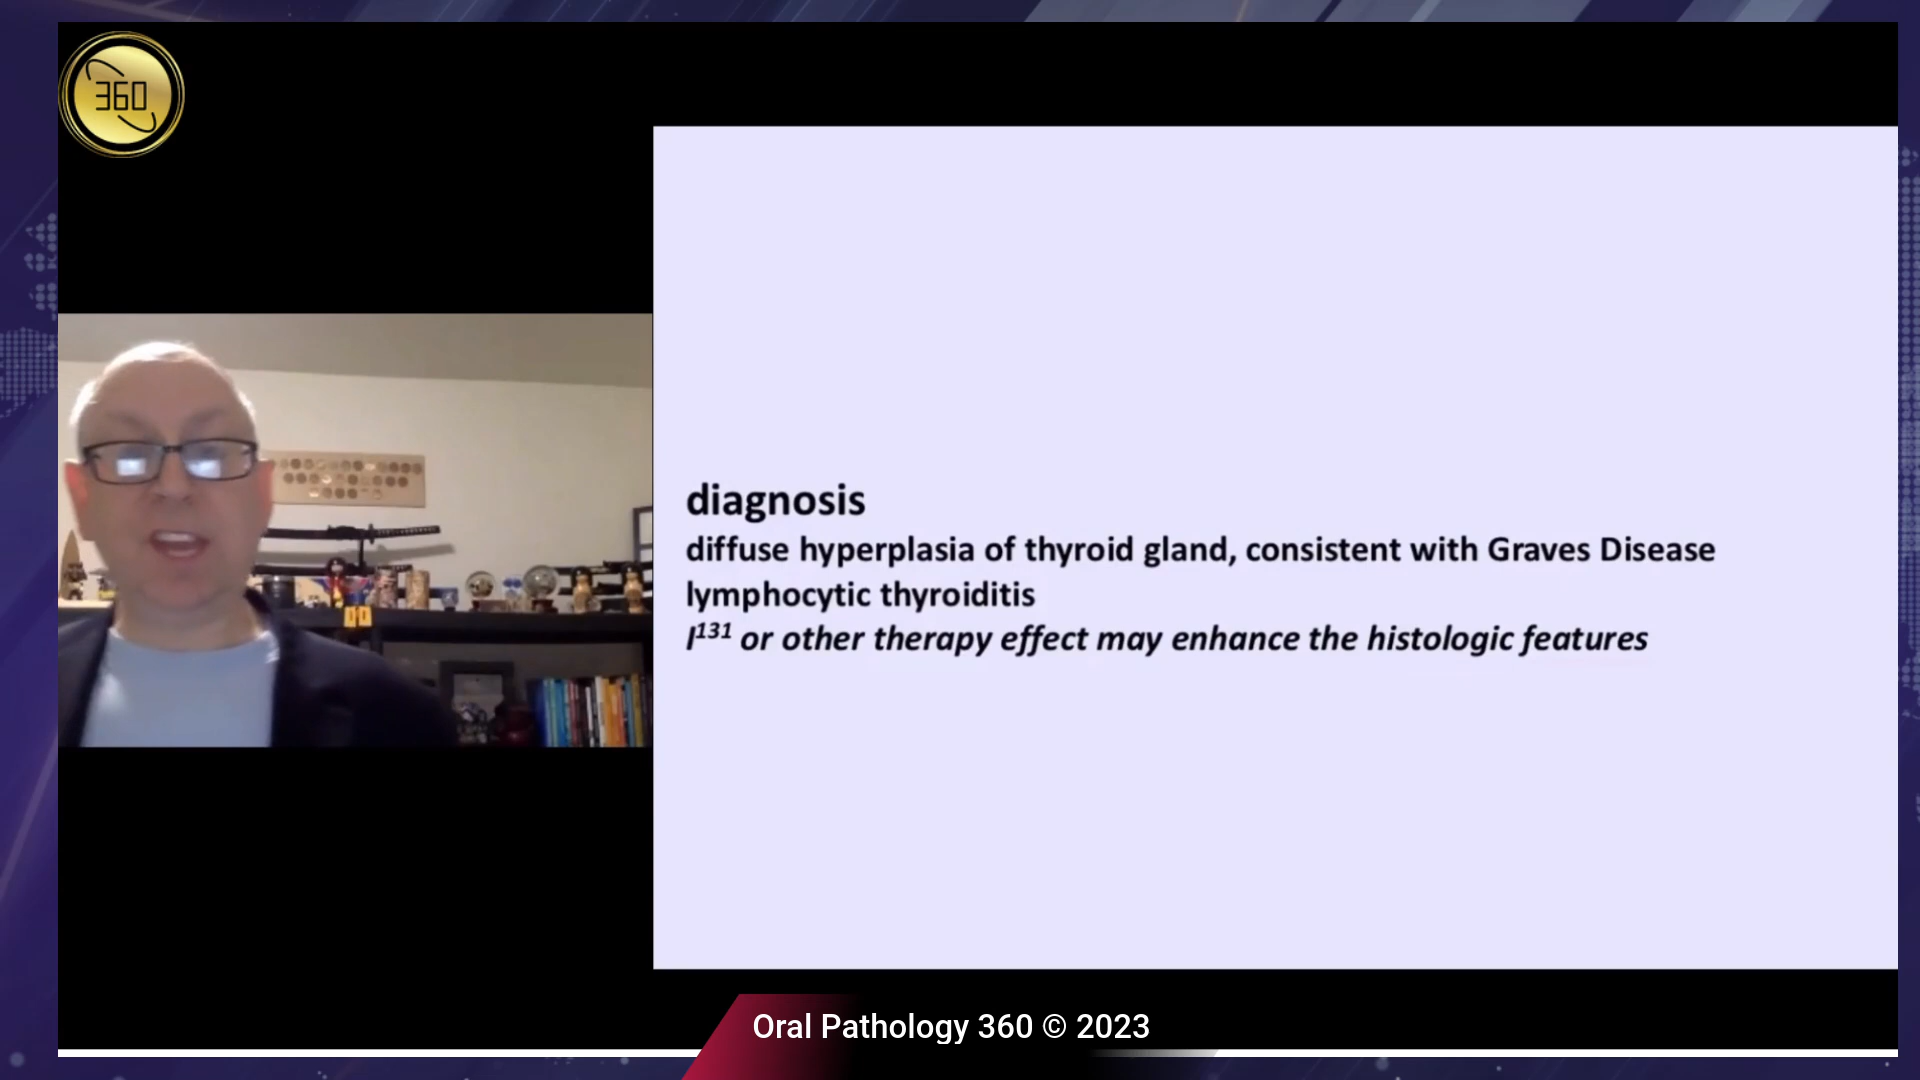 360
diagnosis
diffuse hyperplasia of thyroid gland, consistent with Graves Disease
lymphocytic thyroiditis
I¹³¹ or other therapy effect may enhance the histologic features
Oral Pathology 360 © 2023